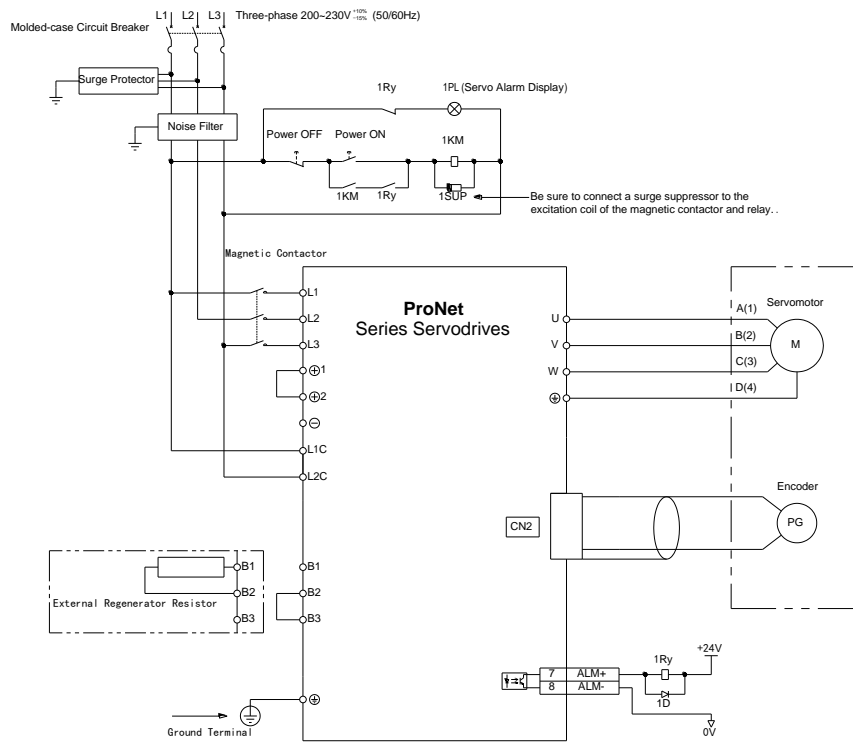 L1 L2 L3 Three-phase 200~230V +10% -15% (50/60Hz)
Molded-case Circuit Breaker
Surge Protector
1Ry 1PL (Servo Alarm Display)
Noise Filter
Power OFF Power ON
1KM
1KM 1Ry 1SUP
Be sure to connect a surge suppressor to the
excitation coil of the magnetic contactor and relay. .
Magnetic Contactor
L1
L2
L3
1
2
L1C
L2C
ProNet
Series Servodrives
U
V
W
A(1)
B(2)
C(3)
D(4)
Servomotor
M
CN2
Encoder
PG
B1
B2
B3
External Regenerator Resistor
B1
B2
B3
7 ALM+
8 ALM-
1Ry
+24V
1D
0V
Ground Terminal